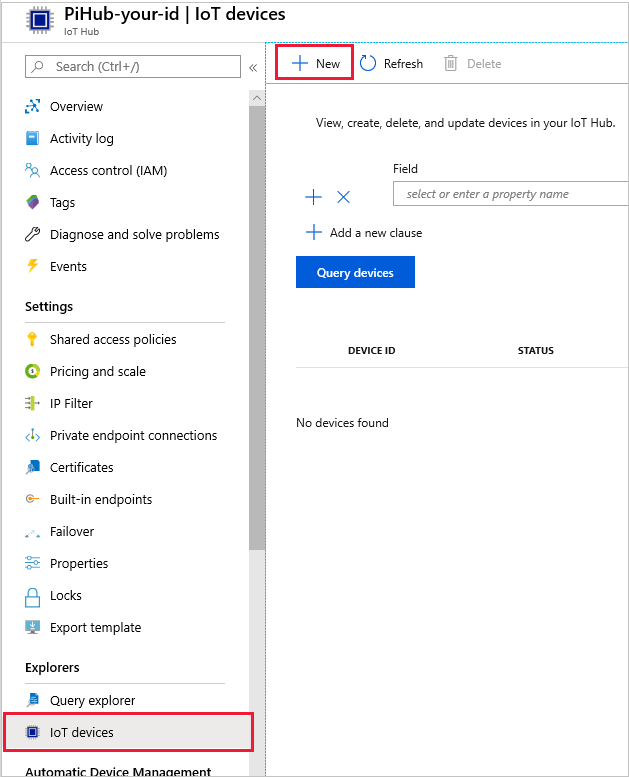 PiHub-your-id | IoT devices
IoT Hub
Search (Ctrl+/)
«
Overview
Activity log
Access control (IAM)
Tags
Diagnose and solve problems
Events
Settings
Shared access policies
Pricing and scale
IP Filter
Private endpoint connections
Certificates
Built-in endpoints
Failover
Properties
Locks
Export template
Explorers
Query explorer
IoT devices
Automatic Device Management
New
Refresh
Delete
View, create, delete, and update devices in your IoT Hub.
Field
select or enter a property name
Add a new clause
Query devices
DEVICE ID
STATUS
No devices found